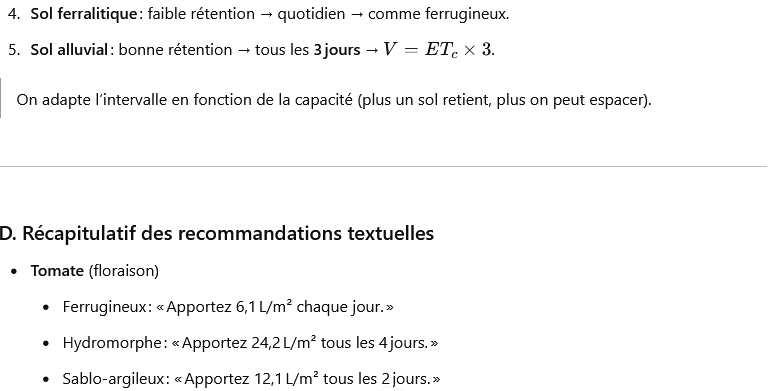 4. Sol ferralitique : faible rétention → quotidien → comme ferrugineux.
5. Sol alluvial : bonne rétention → tous les 3 jours → V = ETc × 3.
On adapte l’intervalle en fonction de la capacité (plus un sol retient, plus on peut espacer).
D. Récapitulatif des recommandations textuelles
• Tomate (floraison)
• Ferrugineux : « Apportez 6,1 L/m² chaque jour. »
• Hydromorphe : « Apportez 24,2 L/m² tous les 4 jours. »
• Sablo-argileux : « Apportez 12,1 L/m² tous les 2 jours. »